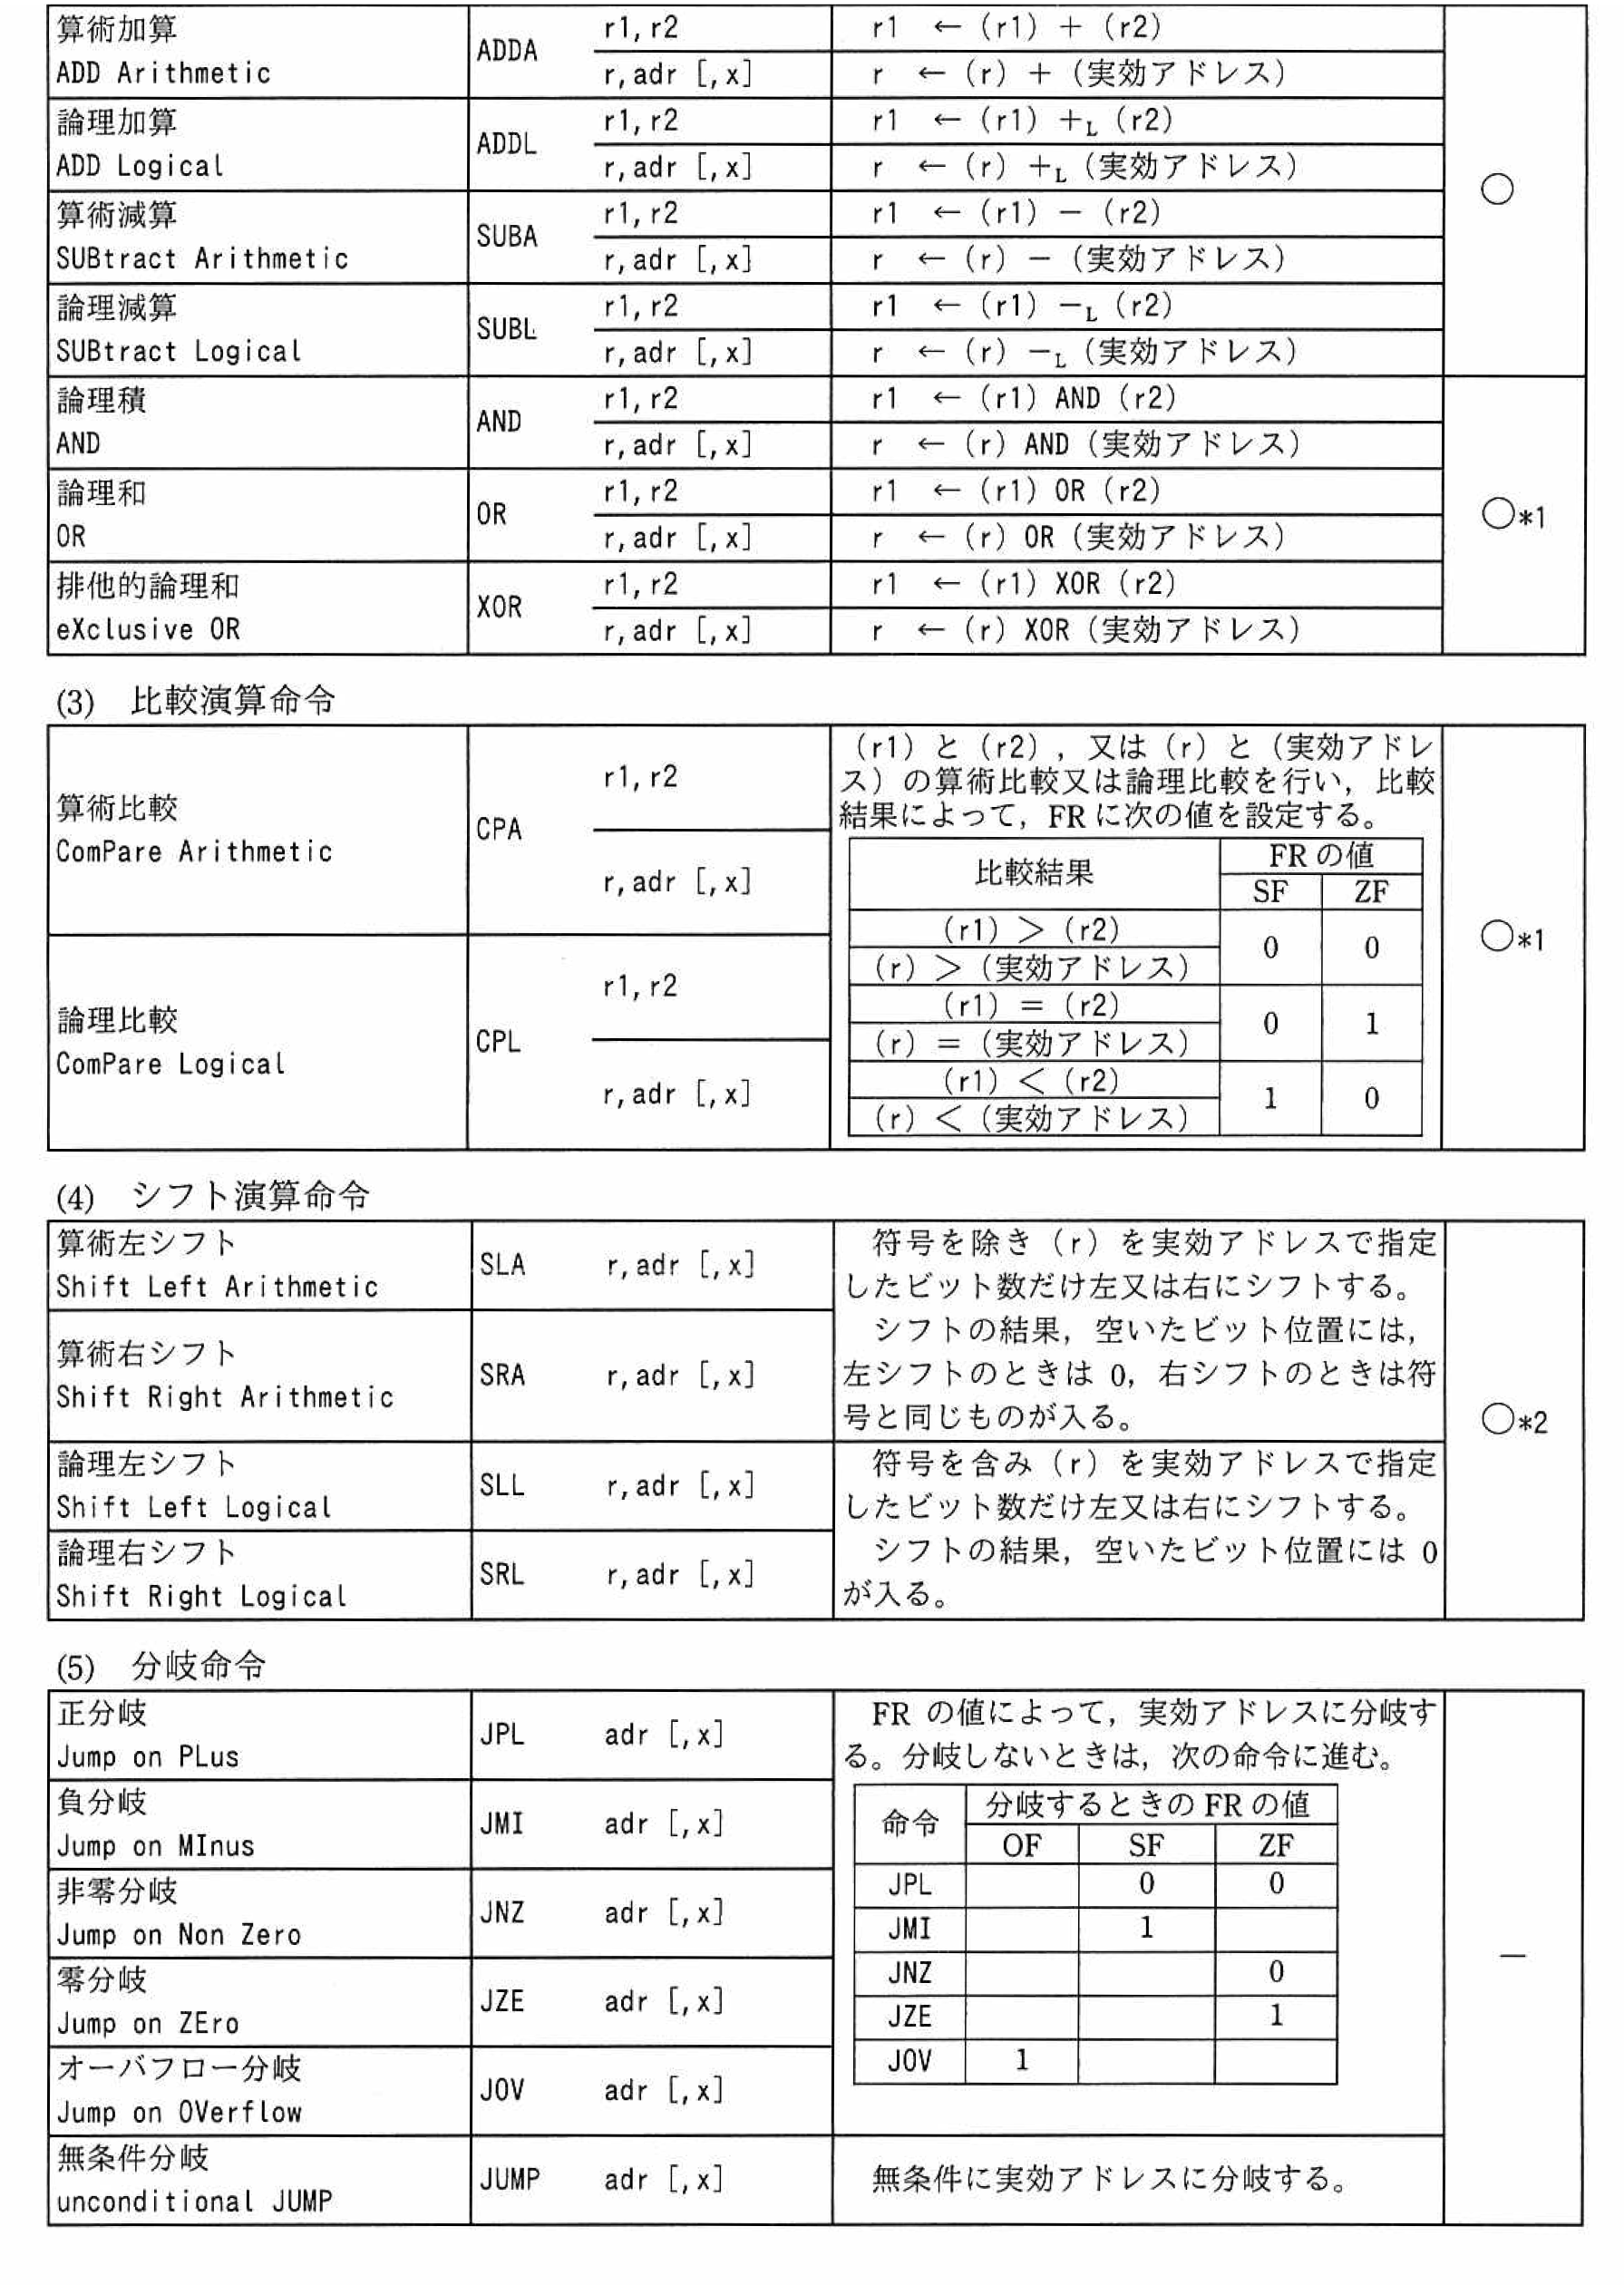 算術加算
ADD Arithmetic
ADDA
r1,r2
r1 ← (r1) + (r2)
r,adr [,x]
r ← (r) + (実効アドレス)
論理加算
ADD Logical
ADDL
r1,r2
r1 ← (r1) +L (r2)
r,adr [,x]
r ← (r) +L (実効アドレス)
算術減算
SUBtract Arithmetic
SUBA
r1,r2
r1 ← (r1) − (r2)
r,adr [,x]
r ← (r) − (実効アドレス)
論理減算
SUBtract Logical
SUBL
r1,r2
r1 ← (r1) −L (r2)
r,adr [,x]
r ← (r) −L (実効アドレス)
○
論理積
AND
AND
r1,r2
r1 ← (r1) AND (r2)
r,adr [,x]
r ← (r) AND (実効アドレス)
論理和
OR
OR
r1,r2
r1 ← (r1) OR (r2)
r,adr [,x]
r ← (r) OR (実効アドレス)
排他的論理和
eXclusive OR
XOR
r1,r2
r1 ← (r1) XOR (r2)
r,adr [,x]
r ← (r) XOR (実効アドレス)
○*1
(3) 比較演算命令
算術比較
ComPare Arithmetic
CPA
r1,r2
r,adr [,x]
論理比較
ComPare Logical
CPL
r1,r2
r,adr [,x]
(r1) と (r2),又は (r) と (実効アドレ
ス) の算術比較又は論理比較を行い,比較
結果によって,FR に次の値を設定する。
比較結果
FR の値
SF ZF
(r1) > (r2)
(r) > (実効アドレス)
0 0
(r1) = (r2)
(r) = (実効アドレス)
0 1
(r1) < (r2)
(r) < (実効アドレス)
1 0
○*1
(4) シフト演算命令
算術左シフト
Shift Left Arithmetic
SLA r,adr [,x]
算術右シフト
Shift Right Arithmetic
SRA r,adr [,x]
符号を除き (r) を実効アドレスで指定
したビット数だけ左又は右にシフトする。
シフトの結果,空いたビット位置には,
左シフトのときは 0,右シフトのときは符
号と同じものが入る。
論理左シフト
Shift Left Logical
SLL r,adr [,x]
論理右シフト
Shift Right Logical
SRL r,adr [,x]
符号を含み (r) を実効アドレスで指定
したビット数だけ左又は右にシフトする。
シフトの結果,空いたビット位置には 0
が入る。
○*2
(5) 分岐命令
正分岐
Jump on PLus
JPL adr [,x]
負分岐
Jump on MInus
JMI adr [,x]
非零分岐
Jump on Non Zero
JNZ adr [,x]
零分岐
Jump on ZEro
JZE adr [,x]
オーバフロー分岐
Jump on OVerflow
JOV adr [,x]
FR の値によって,実効アドレスに分岐す
る。分岐しないときは,次の命令に進む。
命令
分岐するときの FR の値
OF SF ZF
JPL 0 0
JMI 1
JNZ 0
JZE 1
JOV 1
無条件分岐
unconditional JUMP
JUMP adr [,x]
無条件に実効アドレスに分岐する。
—